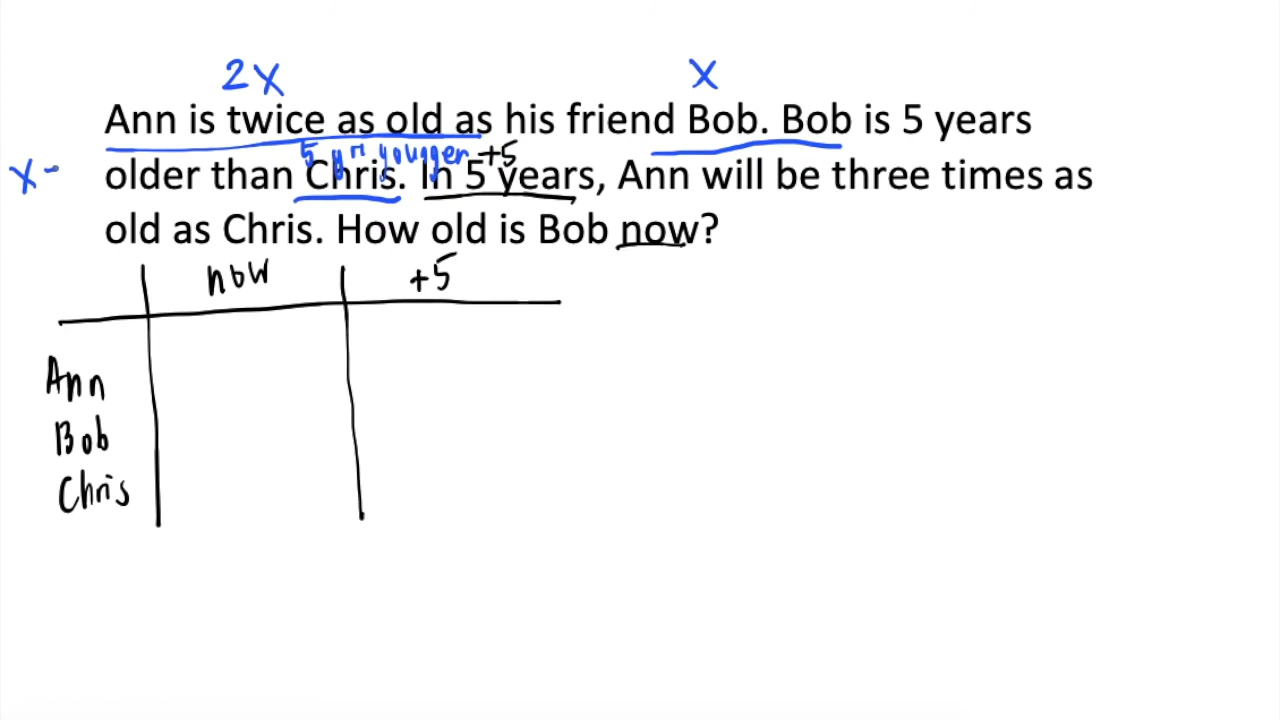 2X X
Ann is twice as old as his friend Bob. Bob is 5 years
5 yr yougger +5
X- older than Chris. In 5 years, Ann will be three times as
old as Chris. How old is Bob now?
now +5
Ann
Bob
Chris